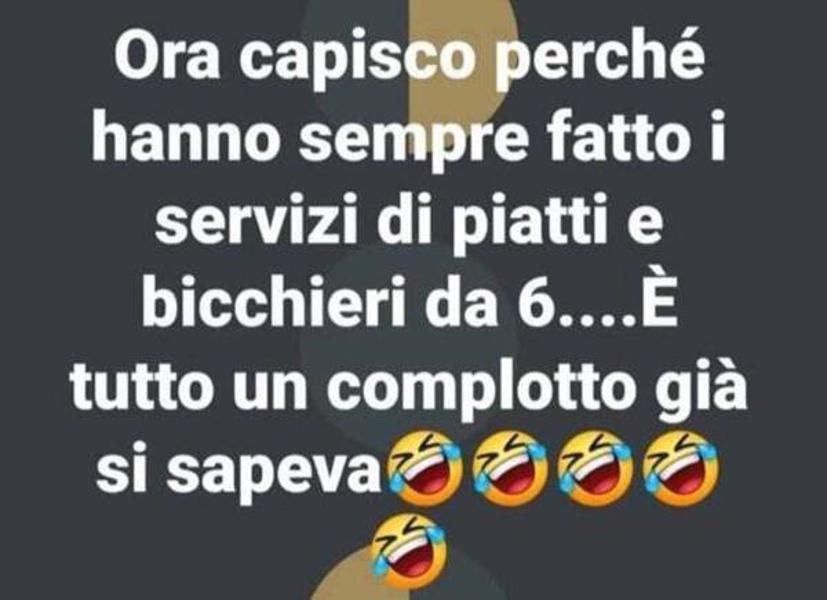 Ora capisco perché
hanno sempre fatto i
servizi di piatti e
bicchieri da 6....È
tutto un complotto già
si sapeva🤣🤣🤣🤣
🤣